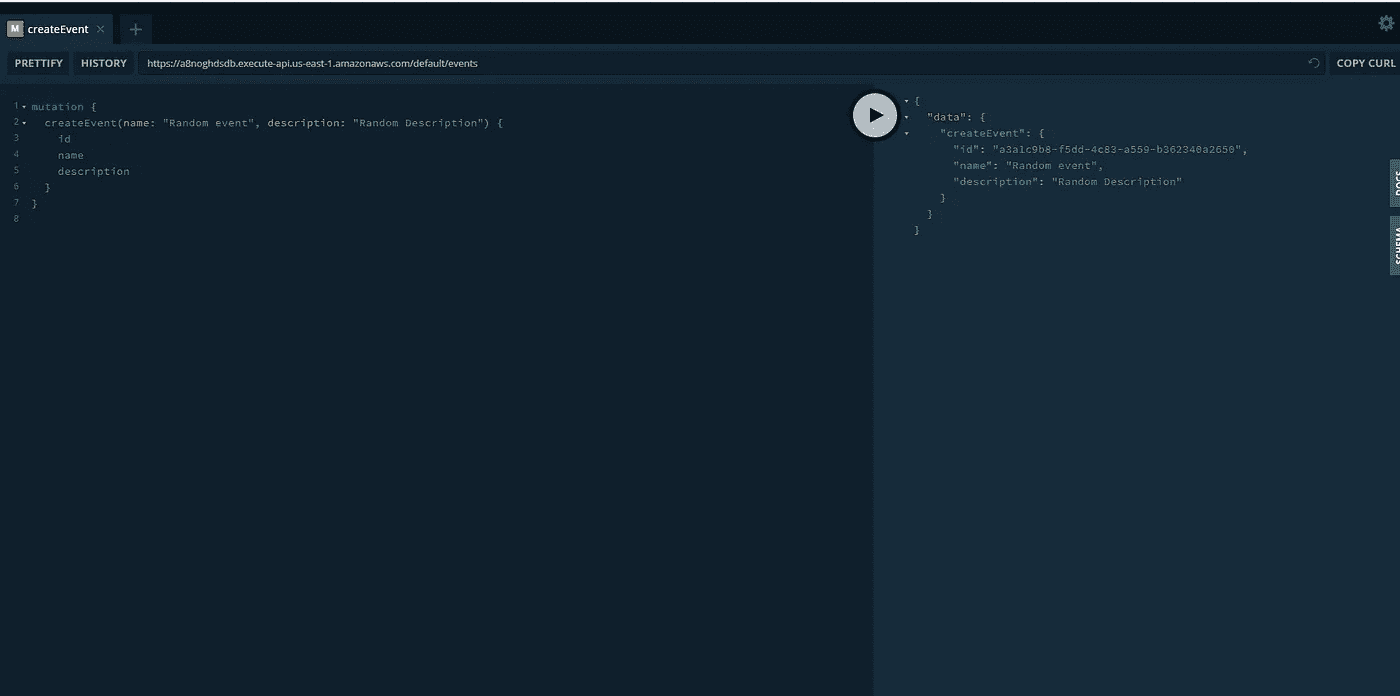 M createEvent × +
PRETTIFY HISTORY https://a8noghdsdb.execute-api.us-east-1.amazonaws.com/default/events COPY CURL
1 mutation {
2 createEvent(name: "Random event", description: "Random Description") {
3 id
4 name
5 description
6 }
7 }
8
{
"data": {
"createEvent": {
"id": "a3a1c9b8-f5dd-4c83-a559-b362340a2650",
"name": "Random event",
"description": "Random Description"
}
}
}
DOCS
SCHEMA